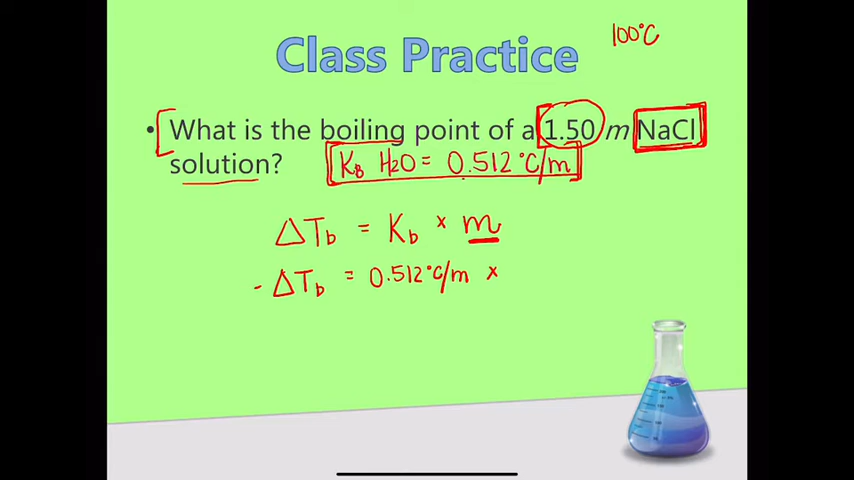 100°C
Class Practice
• What is the boiling point of a 1.50 m NaCl
solution? KB H2O = 0.512 °C/m
ΔTb = Kb × m
- ΔTb = 0.512°C/m ×